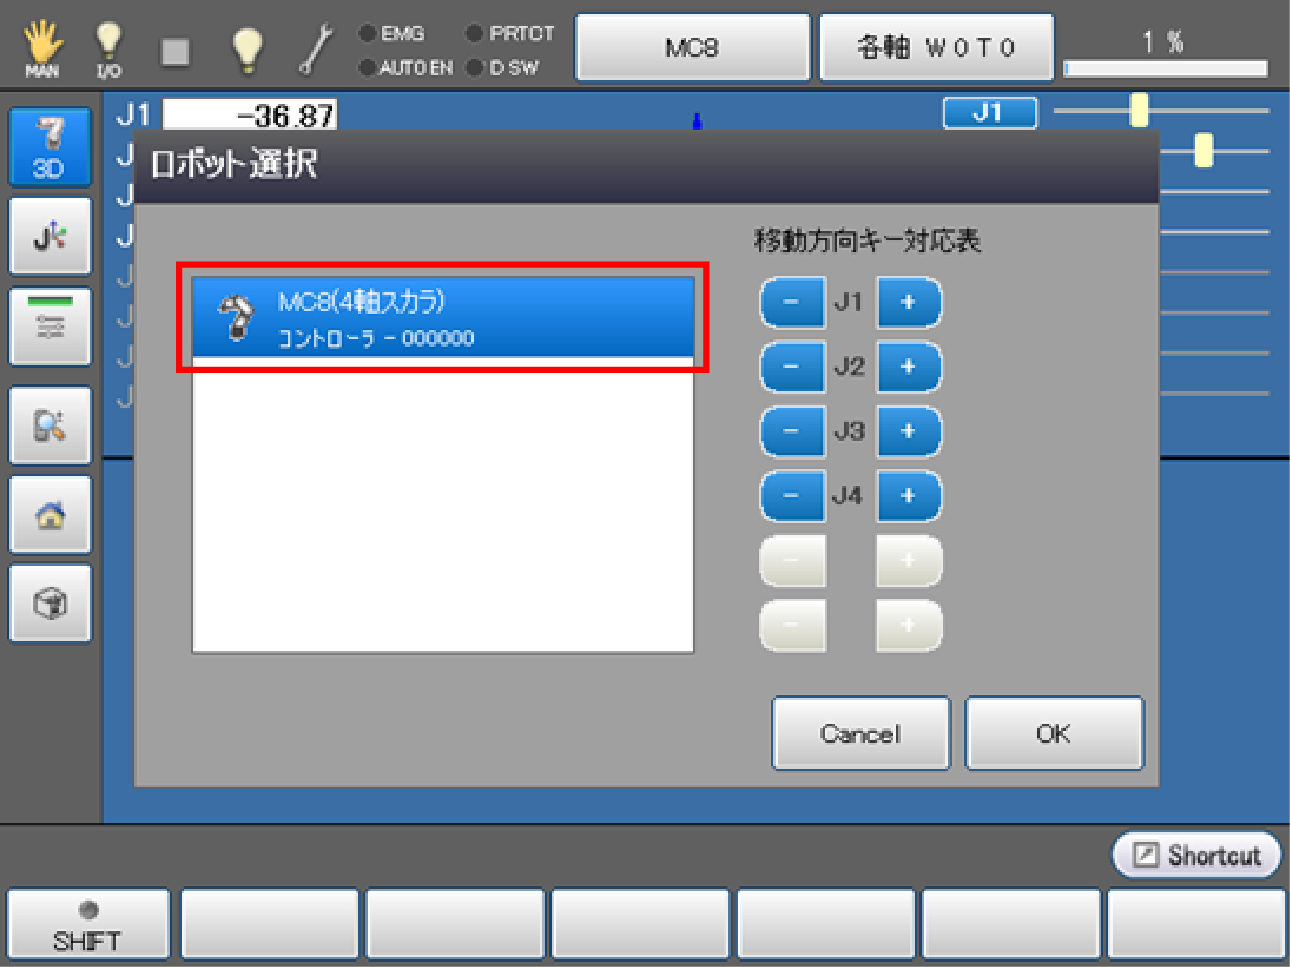 MAN
I/O
EMG
PRTCT
AUTO EN
D SW
MC8
各軸 W0T0
1 %
3D
J1
-36.87
J1
J
J
J
J
J
J
J
ロボット選択
移動方向キー対応表
MC8(4軸スカラ)
コントローラ - 000000
- J1 +
- J2 +
- J3 +
- J4 +
- +
- +
Cancel
OK
Shortcut
SHIFT